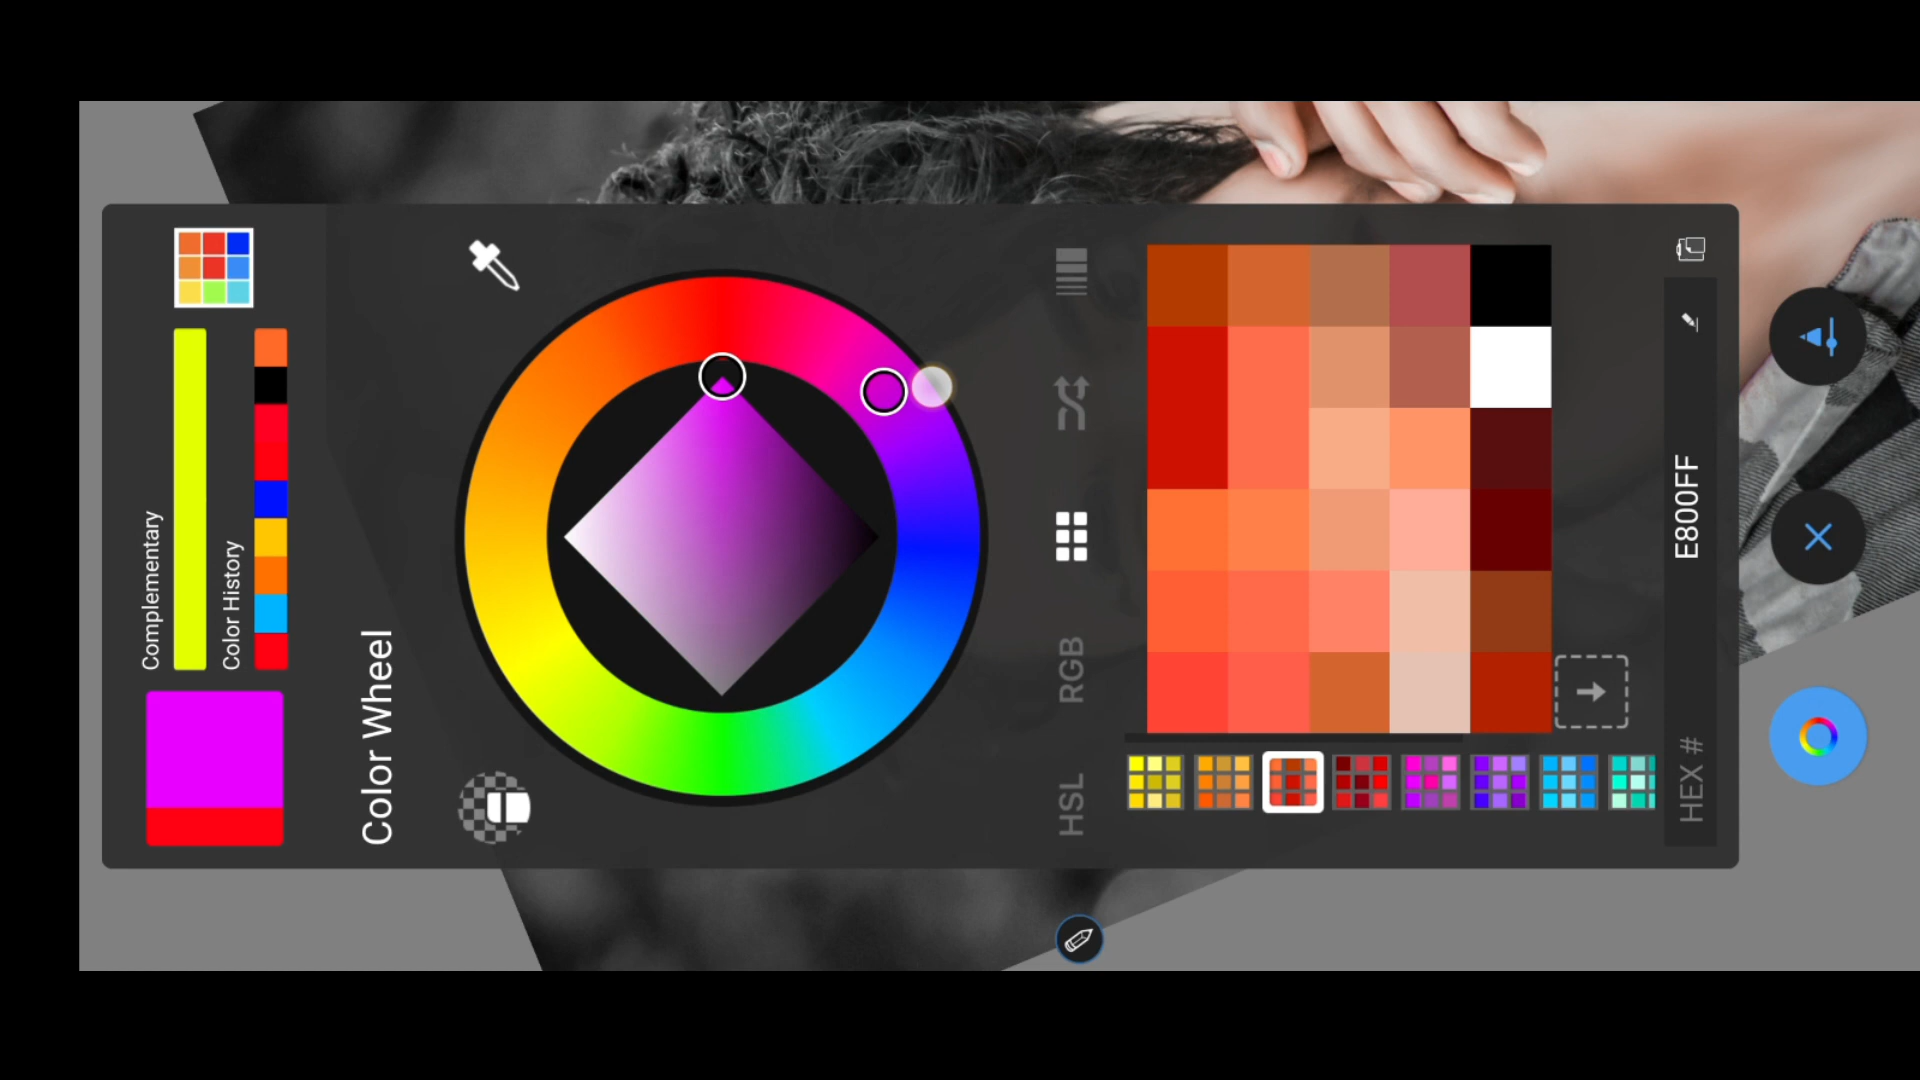 Complementary
Color History
Color Wheel
HSL
RGB
HEX #
E800FF